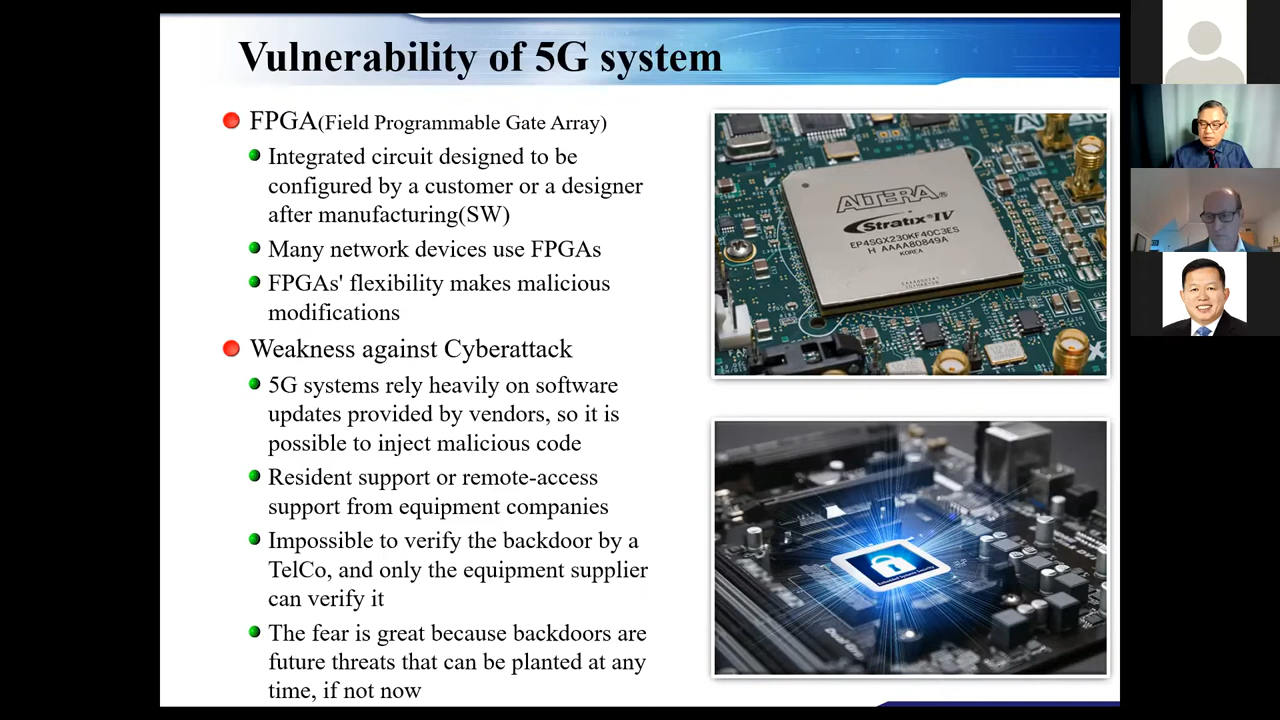 Vulnerability of 5G system
FPGA(Field Programmable Gate Array)
Integrated circuit designed to be
configured by a customer or a designer
after manufacturing(SW)
Many network devices use FPGAs
FPGAs' flexibility makes malicious
modifications
Weakness against Cyberattack
5G systems rely heavily on software
updates provided by vendors, so it is
possible to inject malicious code
Resident support or remote-access
support from equipment companies
Impossible to verify the backdoor by a
TelCo, and only the equipment supplier
can verify it
The fear is great because backdoors are
future threats that can be planted at any
time, if not now
ALTERA®
Stratix® IV
EP4SGX230KF40C3ES
H AAAA80849A
KOREA
Embedded Systems Security